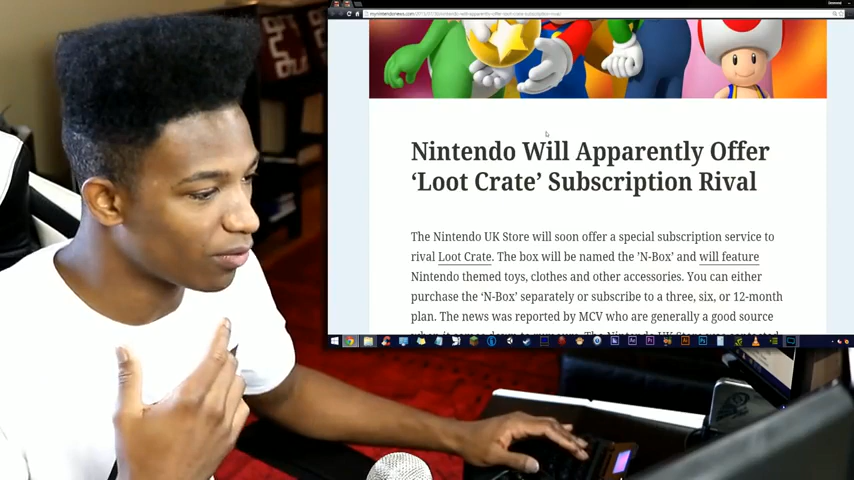 Nintendo Will Apparently Offer
‘Loot Crate’ Subscription Rival
The Nintendo UK Store will soon offer a special subscription service to
rival Loot Crate. The box will be named the ’N-Box’ and will feature
Nintendo themed toys, clothes and other accessories. You can either
purchase the ‘N-Box’ separately or subscribe to a three, six, or 12-month
plan. The news was reported by MCV who are generally a good source